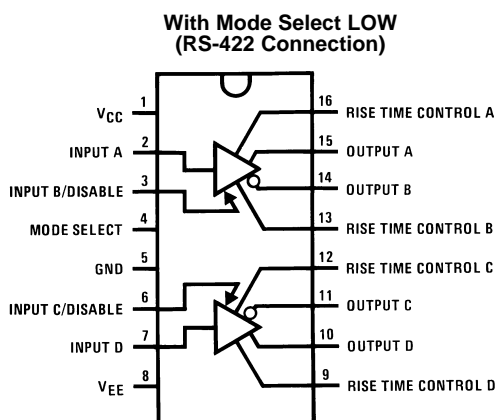 With Mode Select LOW
(RS-422 Connection)
1 VCC
2 INPUT A
3 INPUT B/DISABLE
4 MODE SELECT
5 GND
6 INPUT C/DISABLE
7 INPUT D
8 VEE
16 RISE TIME CONTROL A
15 OUTPUT A
14 OUTPUT B
13 RISE TIME CONTROL B
12 RISE TIME CONTROL C
11 OUTPUT C
10 OUTPUT D
9 RISE TIME CONTROL D